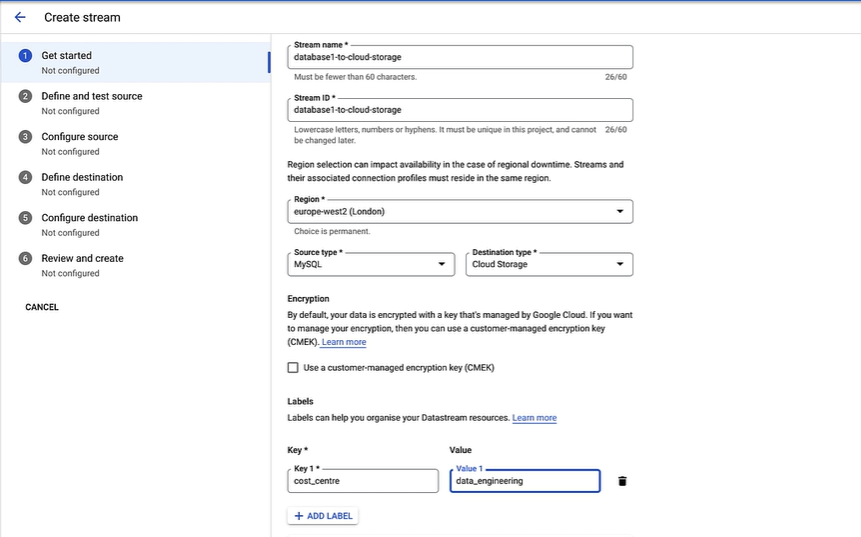 Create stream
1
Get started
Not configured
2
Define and test source
Not configured
3
Configure source
Not configured
4
Define destination
Not configured
5
Configure destination
Not configured
6
Review and create
Not configured
CANCEL
Stream name *
database1-to-cloud-storage
Must be fewer than 60 characters. 26/60
Stream ID *
database1-to-cloud-storage
Lowercase letters, numbers or hyphens. It must be unique in this project, and cannot 26/60
be changed later.
Region selection can impact availability in the case of regional downtime. Streams and
their associated connection profiles must reside in the same region.
Region *
europe-west2 (London)
Choice is permanent.
Source type * Destination type *
MySQL Cloud Storage
Encryption
By default, your data is encrypted with a key that's managed by Google Cloud. If you want
to manage your encryption, then you can use a customer-managed encryption key
(CMEK). Learn more
Use a customer-managed encryption key (CMEK)
Labels
Labels can help you organise your Datastream resources. Learn more
Key * Value
Key 1 * Value 1
cost_centre data_engineering
+ ADD LABEL